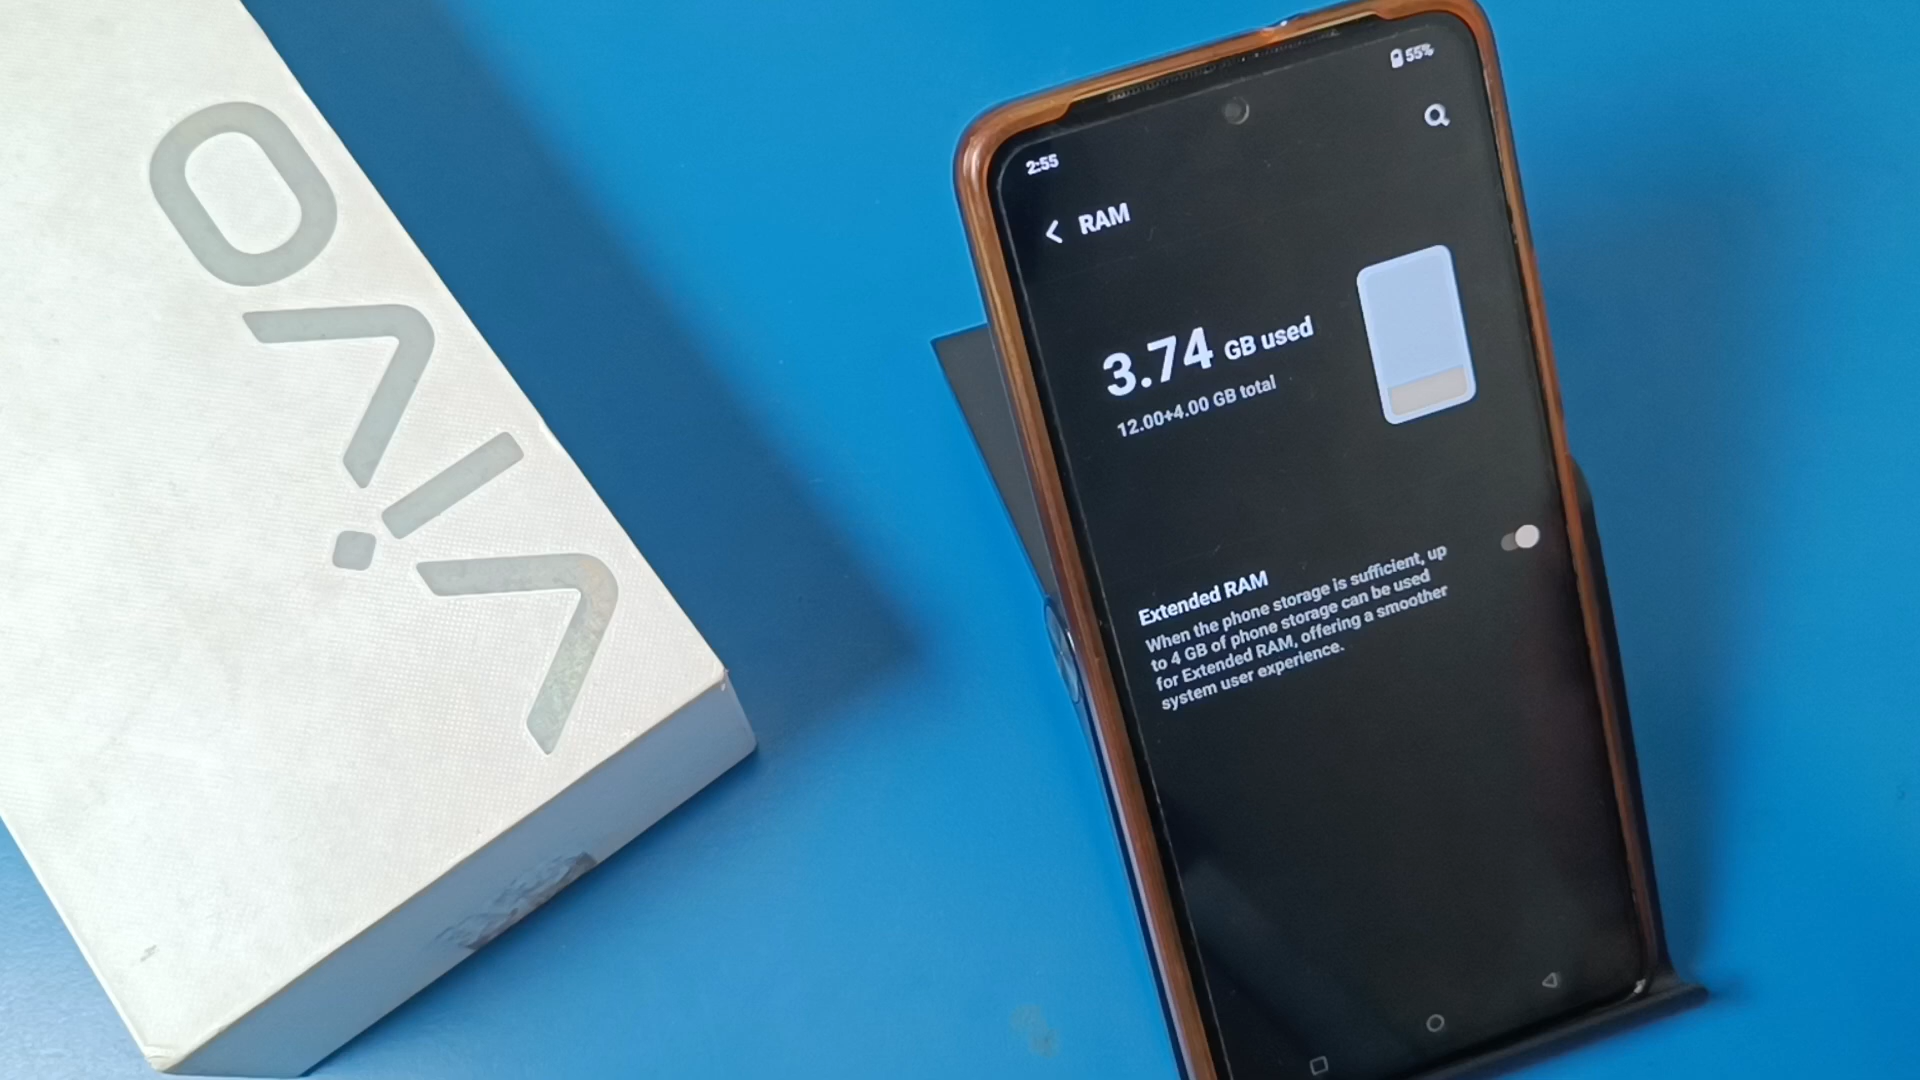 vivo
55%
2:55
RAM
3.74 GB used
12.00+4.00 GB total
Extended RAM
When the phone storage is sufficient, up
to 4 GB of phone storage can be used
for Extended RAM, offering a smoother
system user experience.